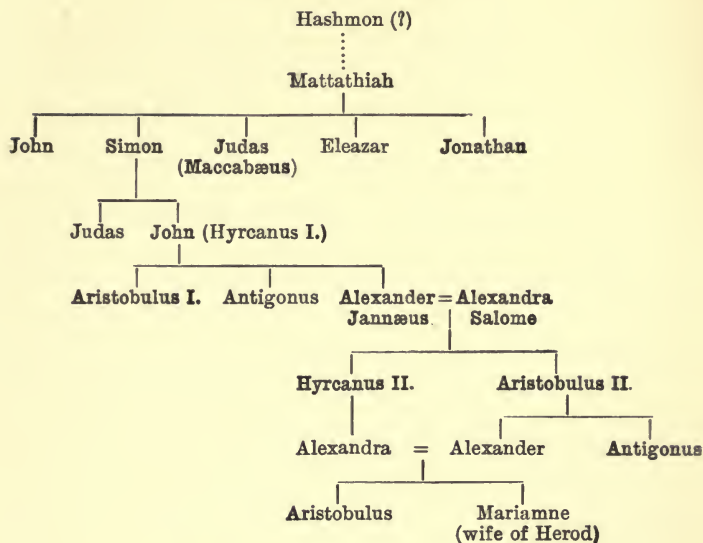 Hashmon (?)
Mattathiah
John Simon Judas Eleazar Jonathan
(Maccabæus)
Judas John (Hyrcanus I.)
Aristobulus I. Antigonus Alexander = Alexandra
Jannæus Salome
Hyrcanus II. Aristobulus II.
Alexandra = Alexander Antigonus
Aristobulus Mariamne
(wife of Herod)